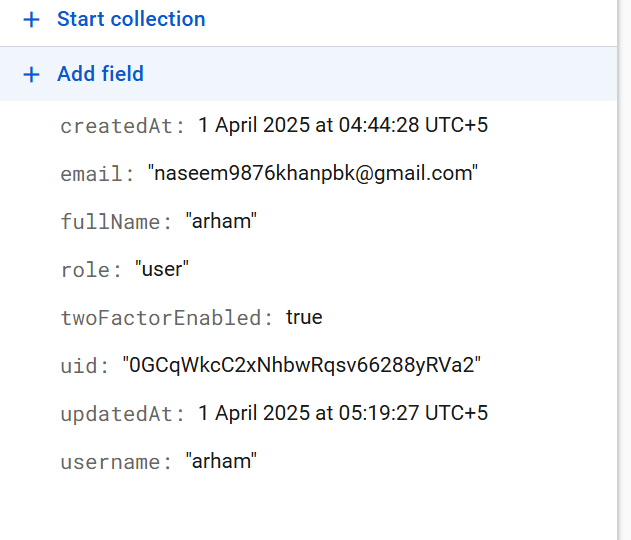 + Start collection
+ Add field
createdAt: 1 April 2025 at 04:44:28 UTC+5
email: "naseem9876khanpbk@gmail.com"
fullName: "arham"
role: "user"
twoFactorEnabled: true
uid: "0GCqWkcC2xNhbwRqsv66288yRVa2"
updatedAt: 1 April 2025 at 05:19:27 UTC+5
username: "arham"